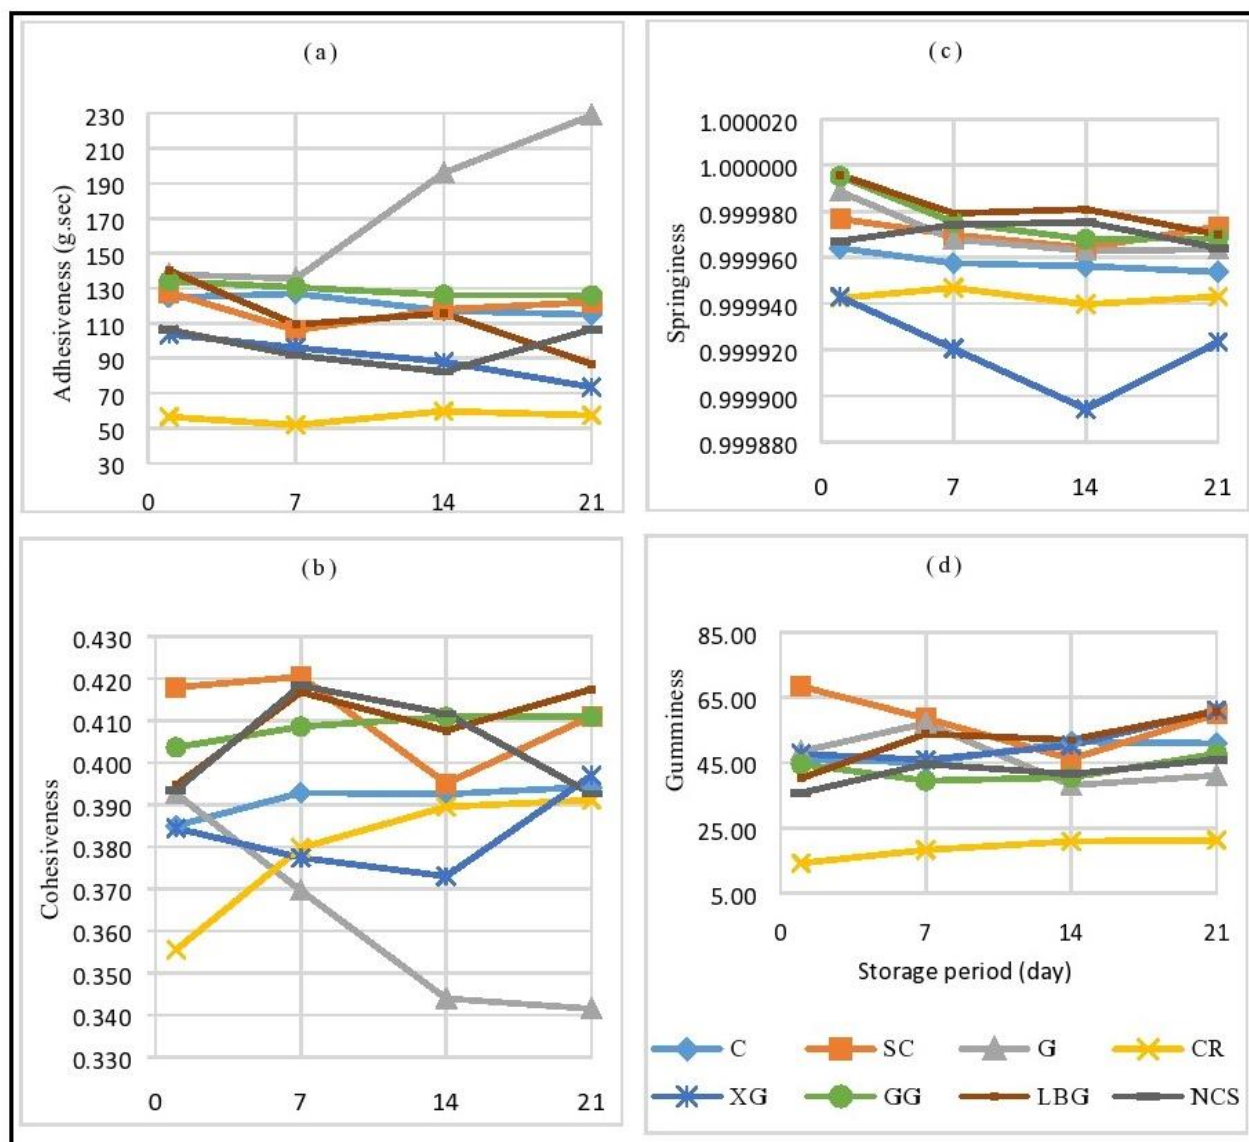 (a)
Adhesiveness (g.sec)
230
210
190
170
150
130
110
90
70
50
30
0 7 14 21
(c)
Springiness
1.000020
1.000000
0.999980
0.999960
0.999940
0.999920
0.999900
0.999880
0 7 14 21
(b)
Cohesiveness
0.430
0.420
0.410
0.400
0.390
0.380
0.370
0.360
0.350
0.340
0.330
0 7 14 21
(d)
Gumminess
85.00
65.00
45.00
25.00
5.00
0 7 14 21
Storage period (day)
C SC G CR
XG GG LBG NCS